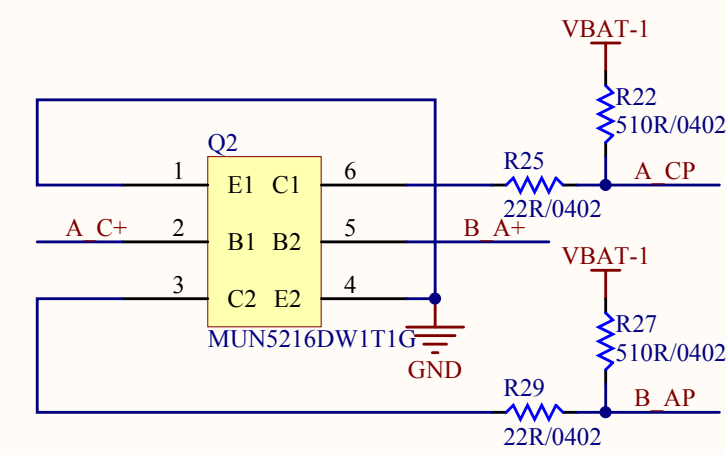 VBAT-1
R22
510R/0402
Q2
R25
1
E1
C1
6
A_CP
22R/0402
A_C+
2
B1
B2
5
B_A+
VBAT-1
3
C2
E2
4
R27
MUN5216DW1T1G
510R/0402
GND
R29
B_AP
22R/0402